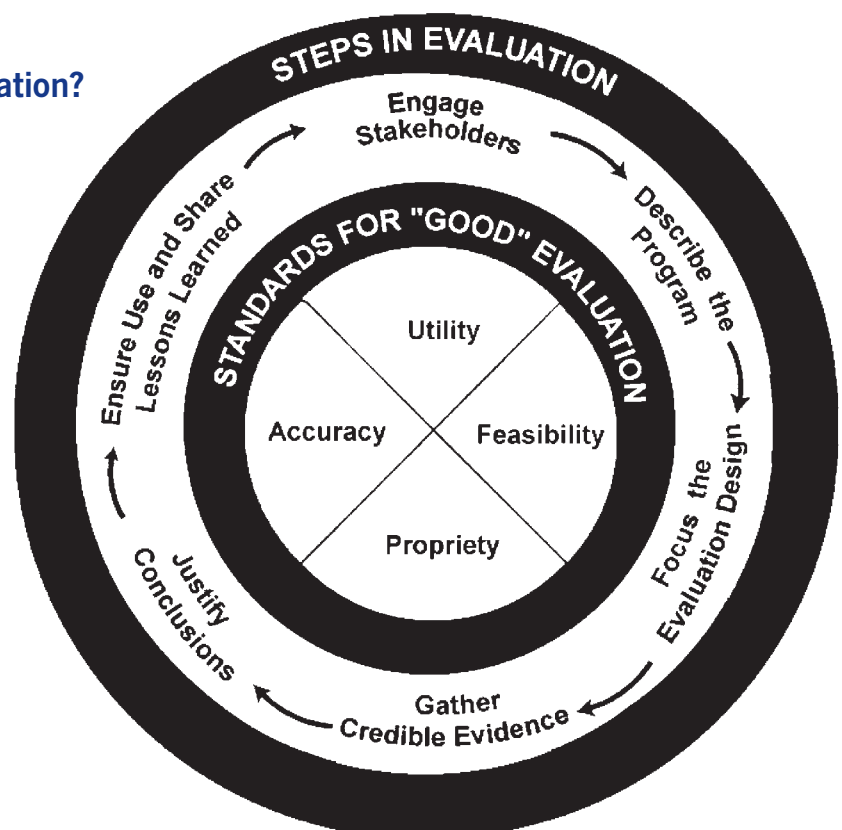 ation?
STEPS IN EVALUATION
Engage
Stakeholders
Describe the
Program
Focus the
Evaluation Design
Gather
Credible Evidence
Justify
Conclusions
Ensure Use and Share
Lessons Learned
STANDARDS FOR "GOOD" EVALUATION
Utility
Accuracy
Feasibility
Propriety